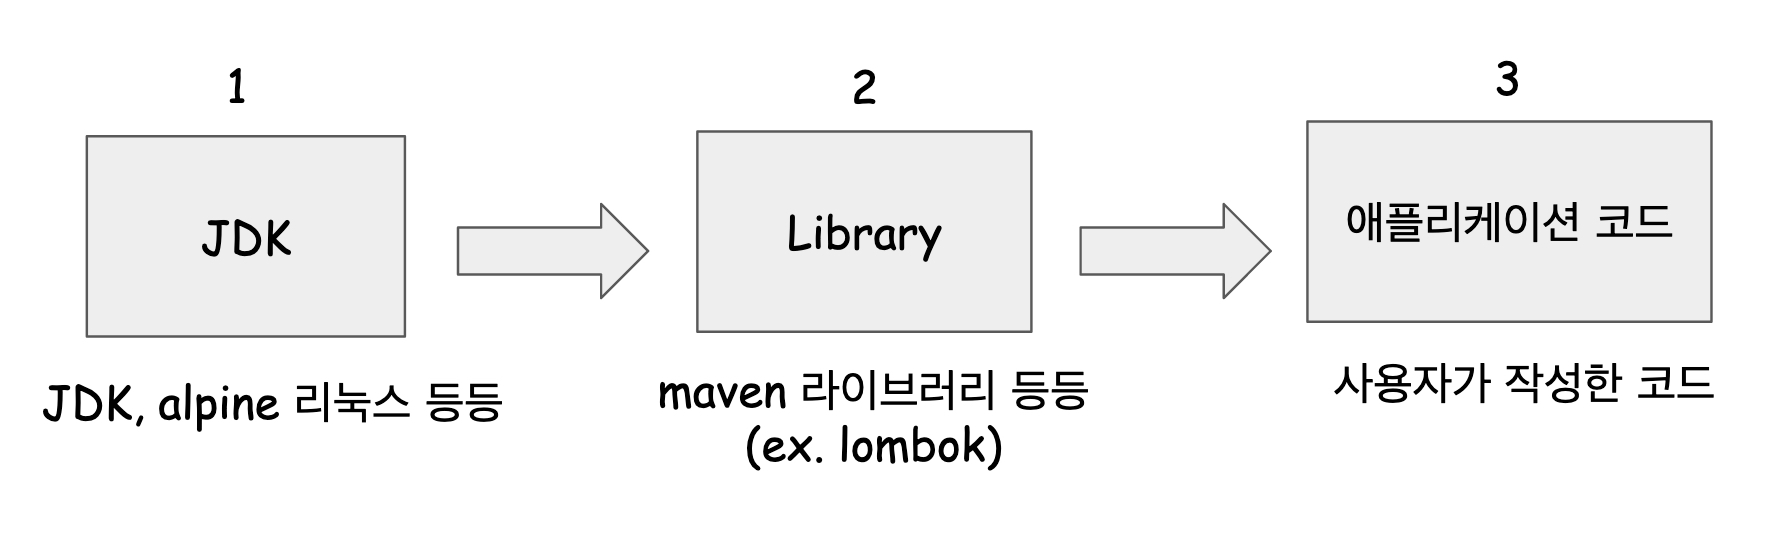 1
JDK
JDK, alpine 리눅스 등등
2
Library
maven 라이브러리 등등
(ex. lombok)
3
애플리케이션 코드
사용자가 작성한 코드